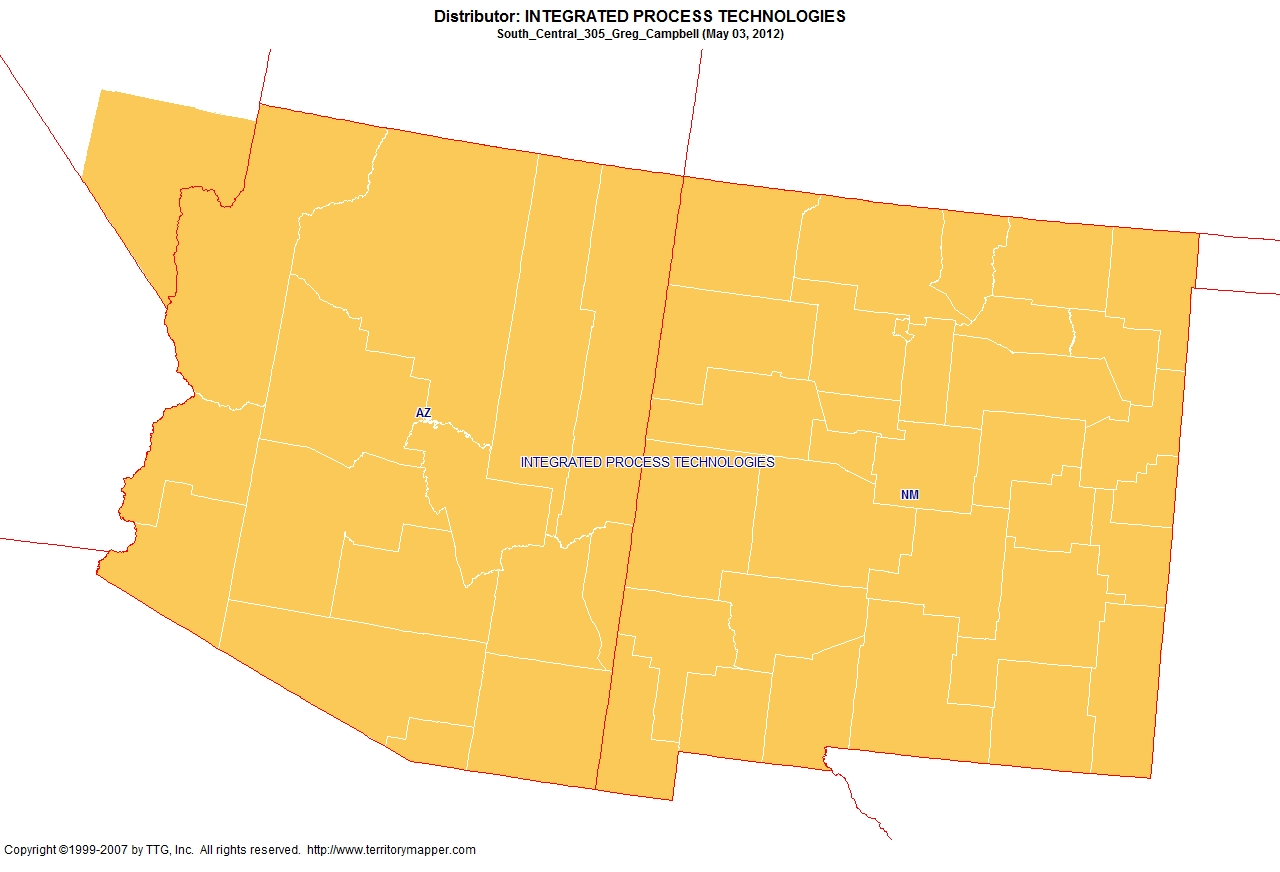 Distributor: INTEGRATED PROCESS TECHNOLOGIES
South_Central_305_Greg_Campbell (May 03, 2012)
AZ
INTEGRATED PROCESS TECHNOLOGIES
NM
Copyright ©1999-2007 by TTG, Inc. All rights reserved. http://www.territorymapper.com